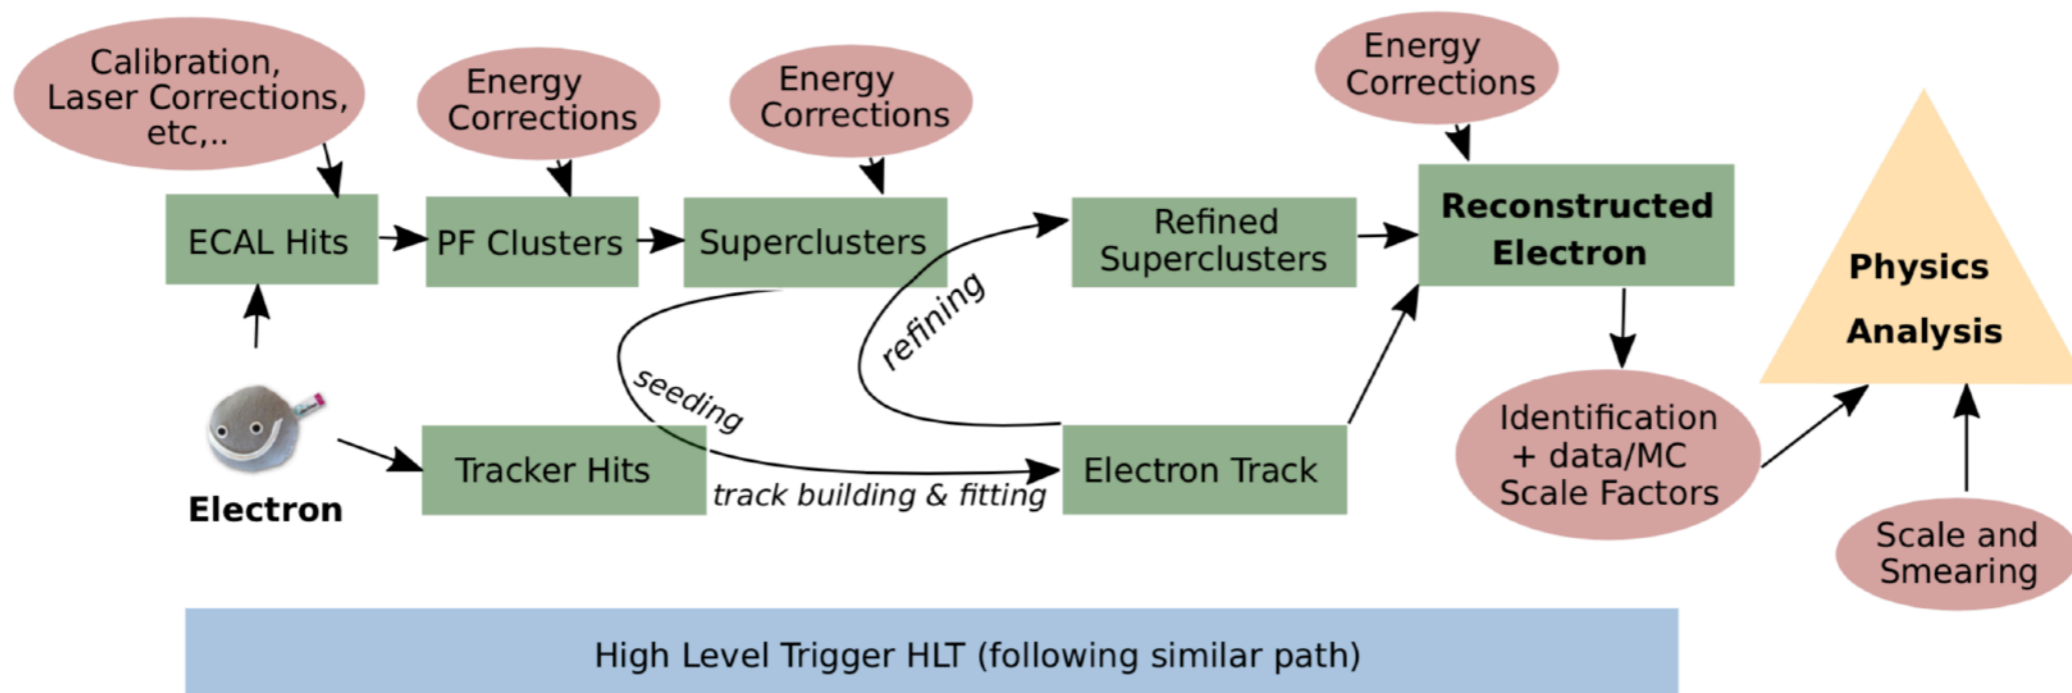 Calibration,
Laser Corrections,
etc,..
Energy
Corrections
Energy
Corrections
Energy
Corrections
ECAL Hits
PF Clusters
Superclusters
Refined
Superclusters
Reconstructed
Electron
Physics
Analysis
refining
seeding
Electron
Tracker Hits
track building & fitting
Electron Track
Identification
+ data/MC
Scale Factors
Scale and
Smearing
High Level Trigger HLT (following similar path)